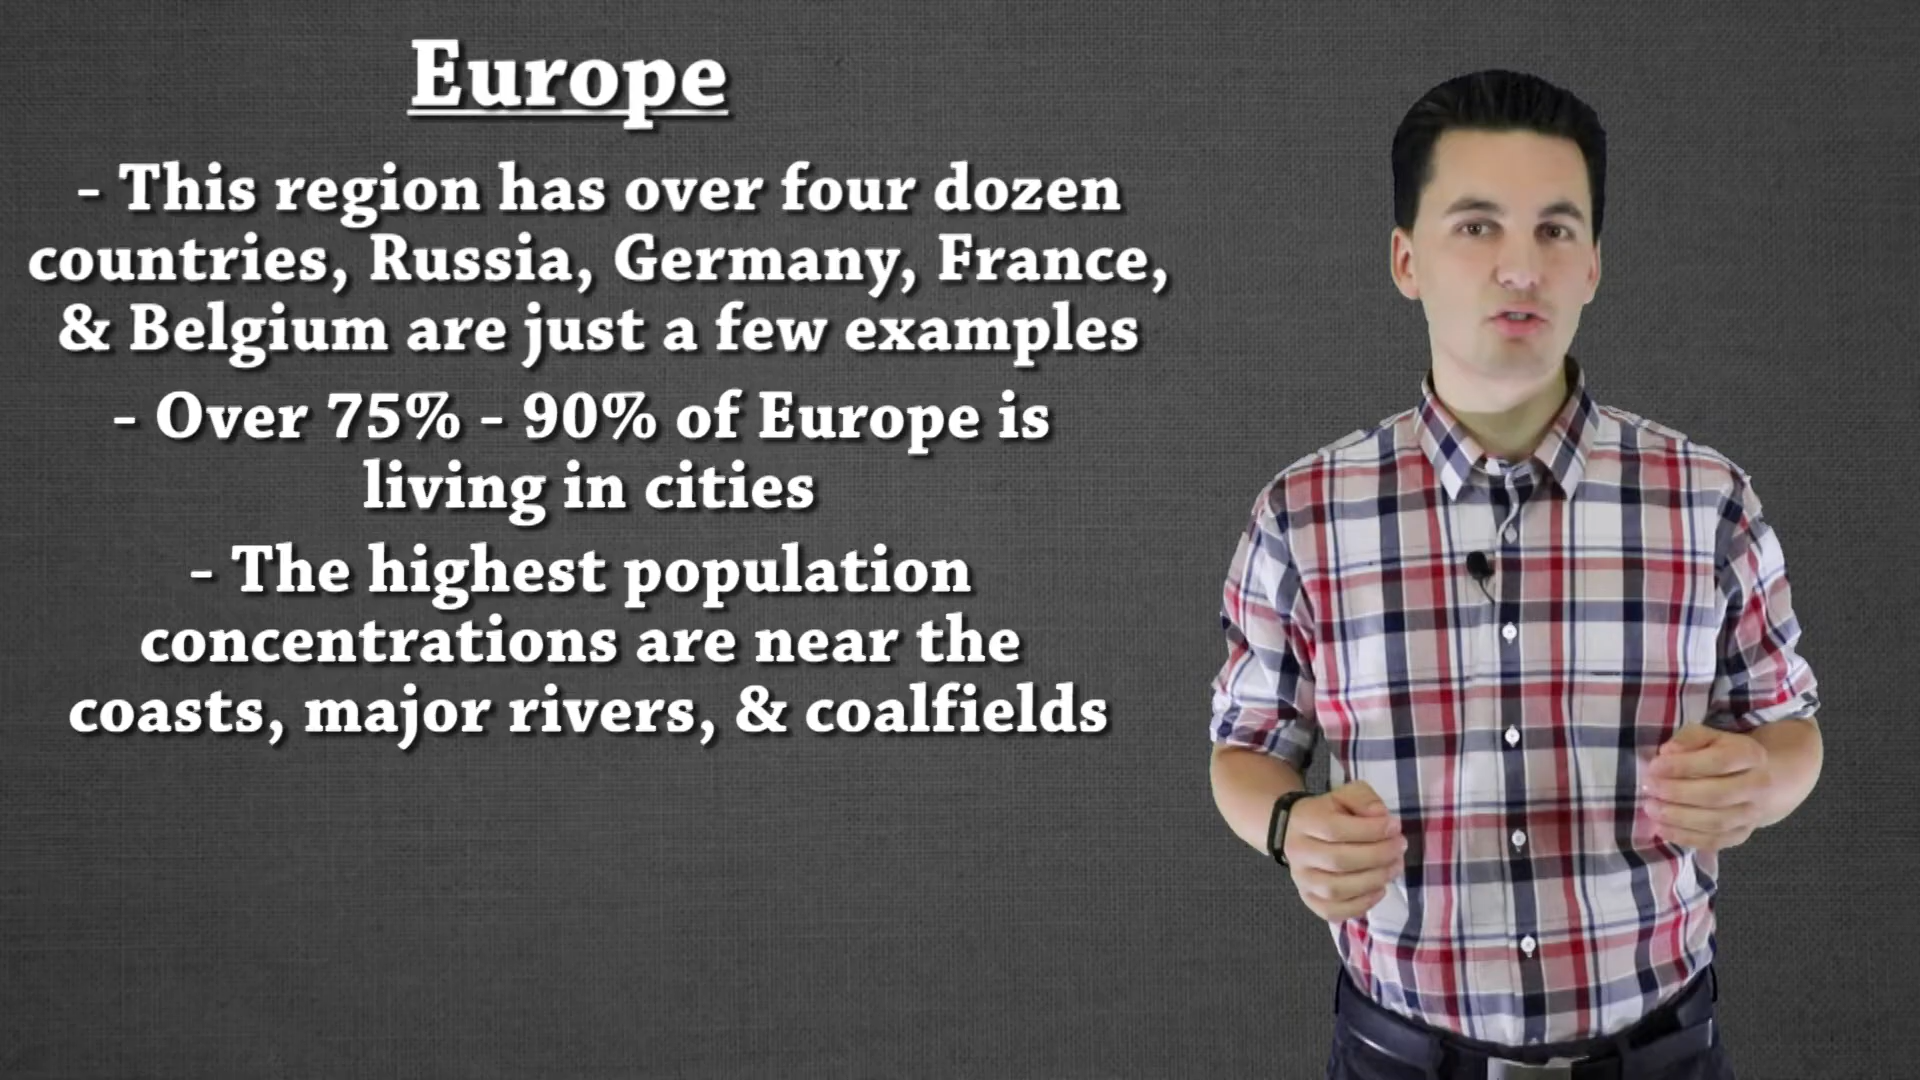 Europe
- This region has over four dozen
countries, Russia, Germany, France,
& Belgium are just a few examples
- Over 75% - 90% of Europe is
living in cities
- The highest population
concentrations are near the
coasts, major rivers, & coalfields